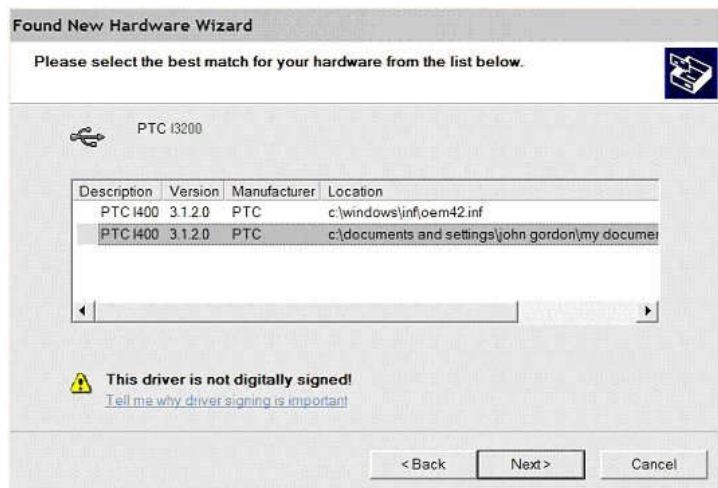 Found New Hardware Wizard
Please select the best match for your hardware from the list below.
PTC I3200
Description Version Manufacturer Location
PTC I400 3.1.2.0 PTC c:\windows\inf\oem42.inf
PTC I400 3.1.2.0 PTC c:\documents and settings\john gordon\my documer
This driver is not digitally signed!
Tell me why driver signing is important
< Back Next > Cancel